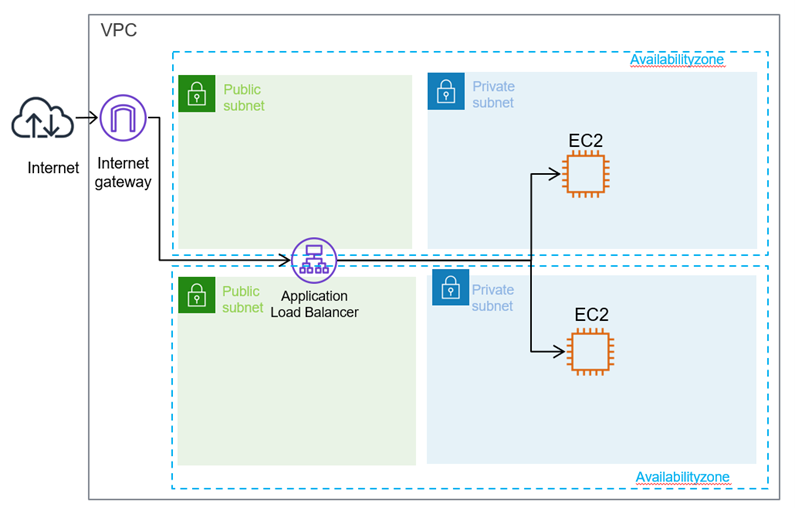 VPC
Availabilityzone
Public
subnet
Private
subnet
EC2
Internet
Internet
gateway
Public
subnet
Application
Load Balancer
Private
subnet
EC2
Availabilityzone